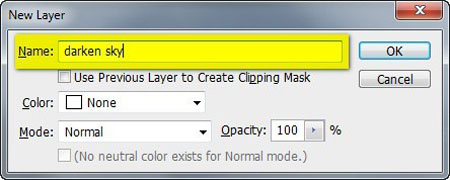 New Layer
Name: darken sky
OK
Use Previous Layer to Create Clipping Mask
Cancel
Color: None
Mode: Normal Opacity: 100 %
(No neutral color exists for Normal mode.)